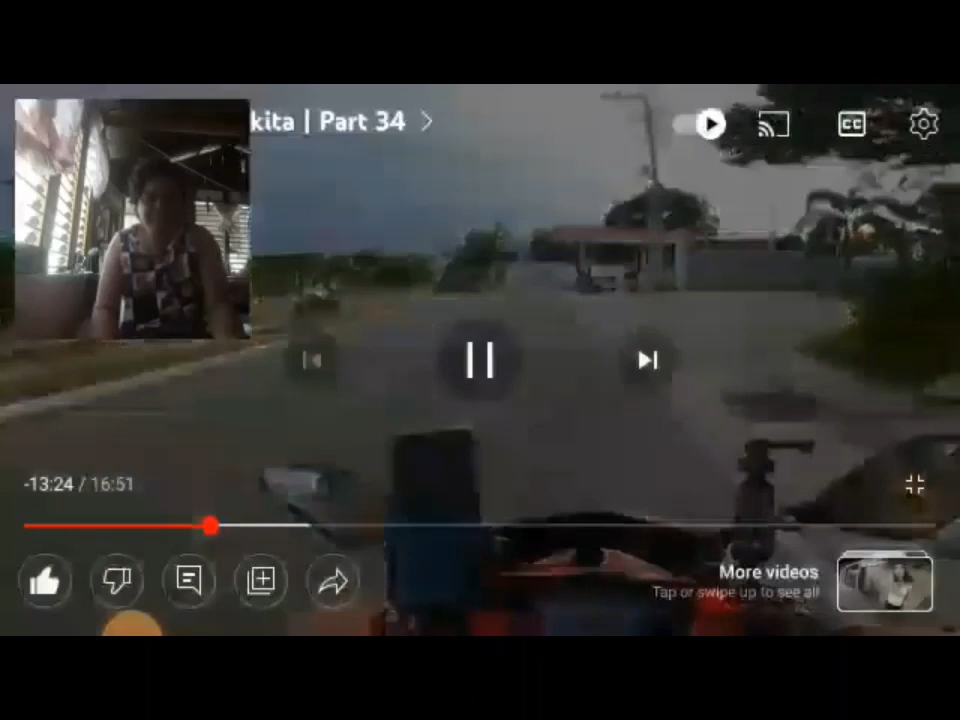 kita | Part 34
CC
-13:24 / 16:51
More videos
Tap or swipe up to see all